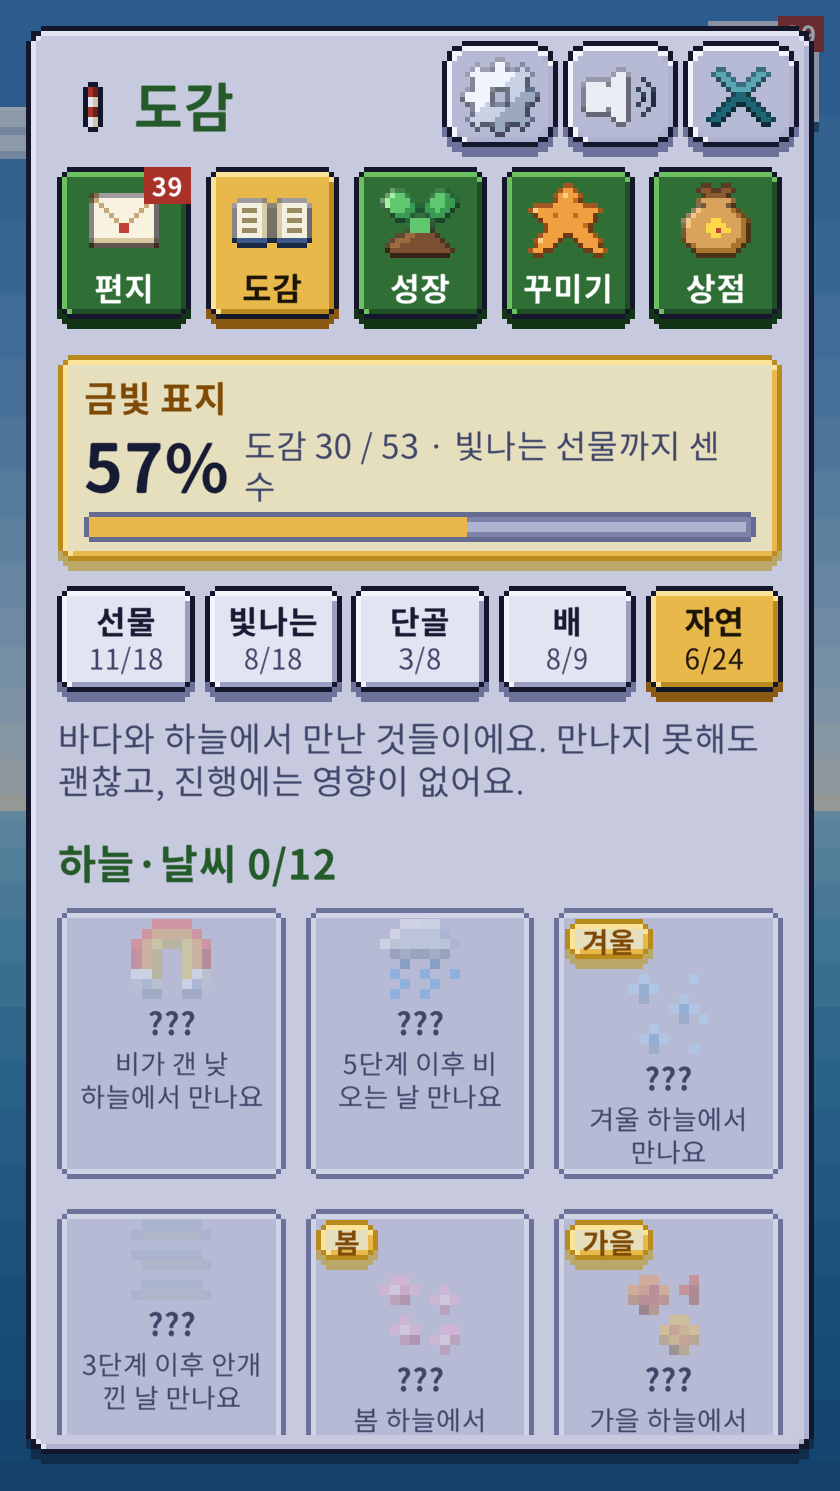 도감
39
편지
도감
성장
꾸미기
상점
금빛 표지
57%
도감 30 / 53 · 빛나는 선물까지 센
수
선물
11/18
빛나는
8/18
단골
3/8
배
8/9
자연
6/24
바다와 하늘에서 만난 것들이에요. 만나지 못해도
괜찮고, 진행에는 영향이 없어요.
하늘·날씨 0/12
???
비가 갠 낮
하늘에서 만나요
???
5단계 이후 비
오는 날 만나요
겨울
???
겨울 하늘에서
만나요
???
3단계 이후 안개
낀 날 만나요
봄
???
봄 하늘에서
가을
???
가을 하늘에서